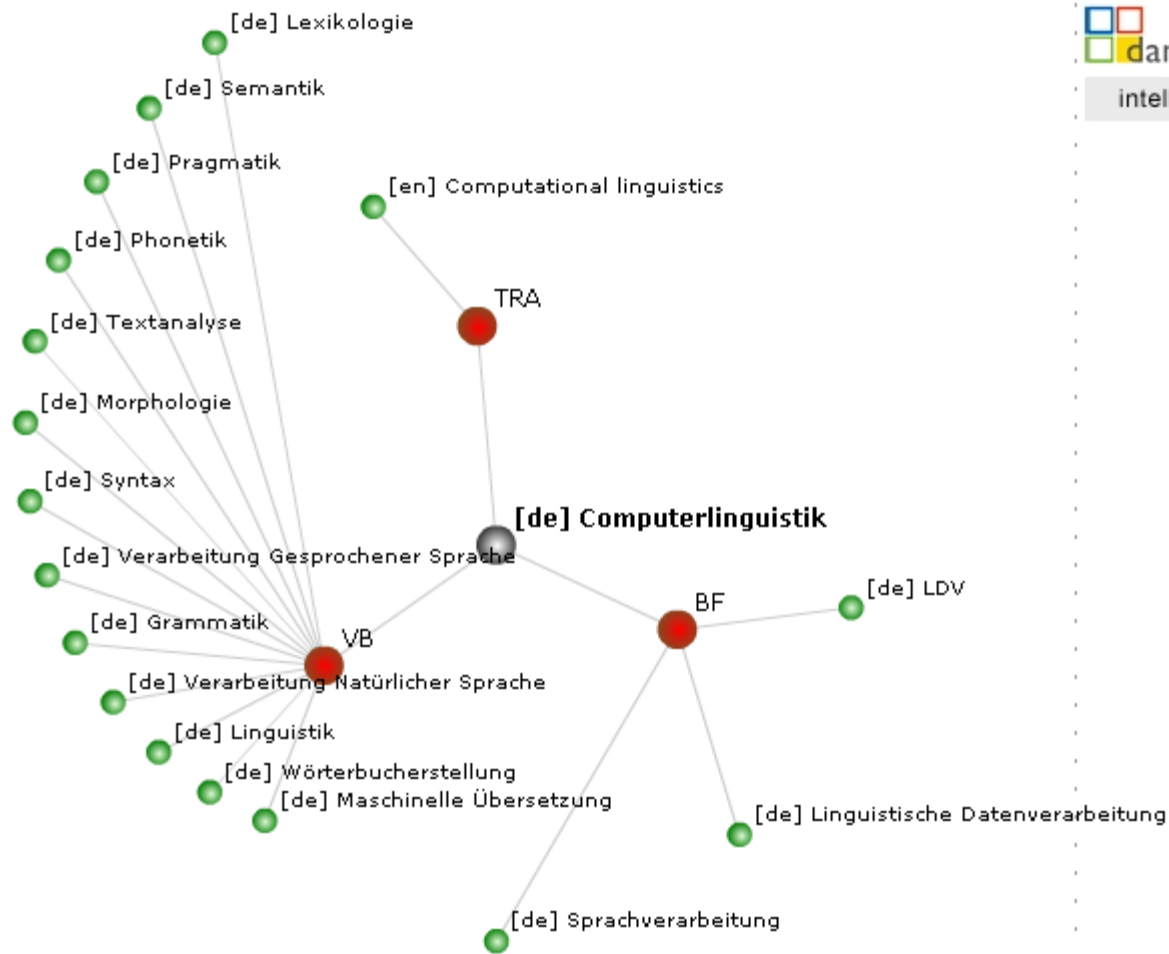 [de] Lexikologie
[de] Semantik
[de] Pragmatik
[en] Computational linguistics
[de] Phonetik
TRA
[de] Textanalyse
[de] Morphologie
[de] Syntax
[de] Computerlinguistik
[de] Verarbeitung Gesprochener Sprache
[de] LDV
BF
[de] Grammatik
VB
[de] Verarbeitung Natürlicher Sprache
[de] Linguistik
[de] Wörterbucherstellung
[de] Maschinelle Übersetzung
[de] Linguistische Datenverarbeitung
[de] Sprachverarbeitung